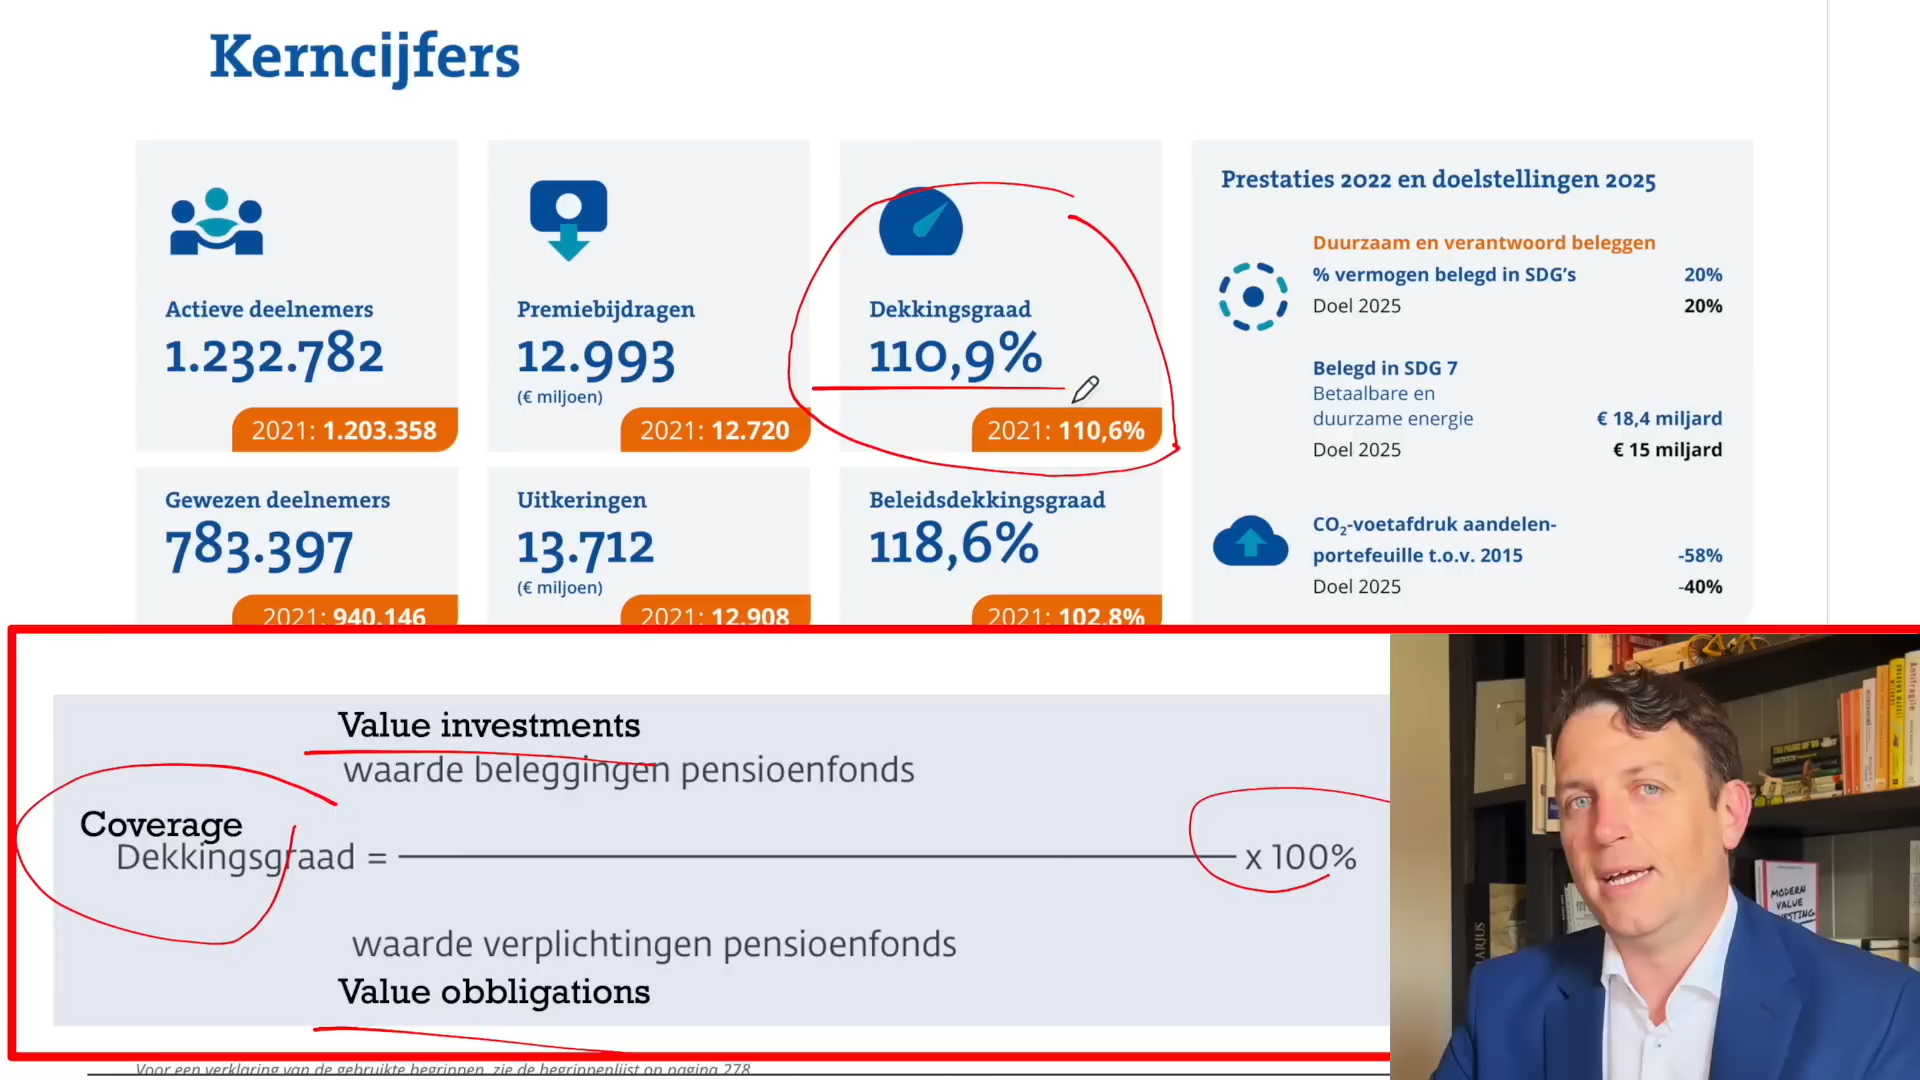 Kerncijfers
Actieve deelnemers
1.232.782
2021: 1.203.358
Premiebijdragen
12.993
(€ miljoen)
2021: 12.720
Dekkingsgraad
110,9%
2021: 110,6%
Gewezen deelnemers
783.397
2021: 940.146
Uitkeringen
13.712
(€ miljoen)
2021: 12.908
Beleidsdekkingsgraad
118,6%
2021: 102,8%
Prestaties 2022 en doelstellingen 2025
Duurzaam en verantwoord beleggen
% vermogen belegd in SDG’s 20%
Doel 2025 20%
Belegd in SDG 7
Betaalbare en
duurzame energie € 18,4 miljard
Doel 2025 € 15 miljard
CO₂-voetafdruk aandelen-
portefeuille t.o.v. 2015 -58%
Doel 2025 -40%
Value investments
waarde beleggingen pensioenfonds
Coverage
Dekkingsgraad = x 100%
waarde verplichtingen pensioenfonds
Value obbligations
Voor een verklaring van de gebruikte begrippen, zie de begrippenlijst op pagina 278
Antifragile
MODERN
VALUE